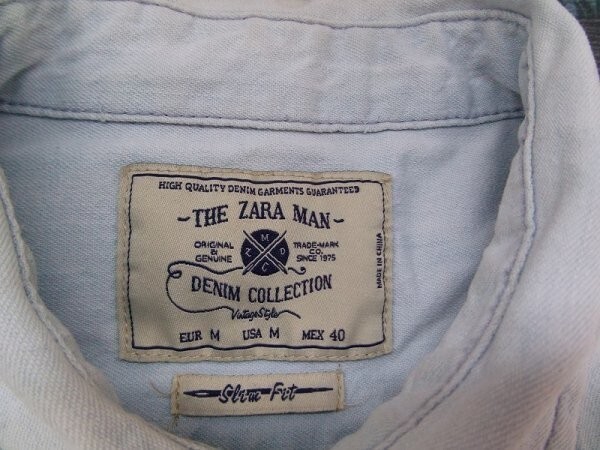 HIGH QUALITY DENIM GARMENTS GUARANTEED
- THE ZARA MAN -
ORIGINAL & GENUINE
M
Z D
C
TRADE-MARK CO. SINCE 1975
DENIM COLLECTION
Vintage Style
EUR M USA M MEX 40
MADE IN CHINA
Slim Fit